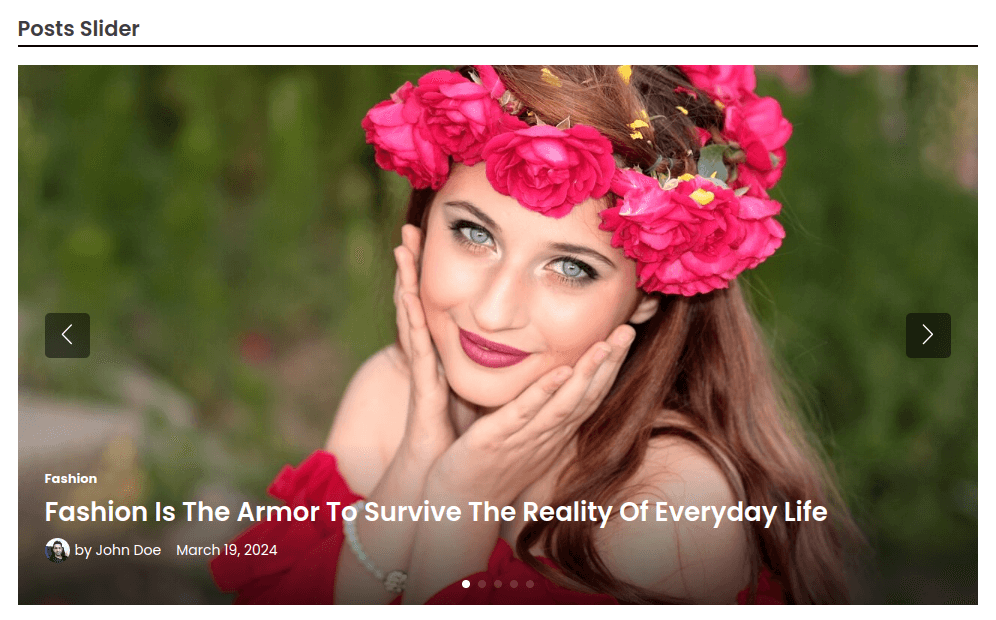 Posts Slider
Fashion
Fashion Is The Armor To Survive The Reality Of Everyday Life
by John Doe March 19, 2024